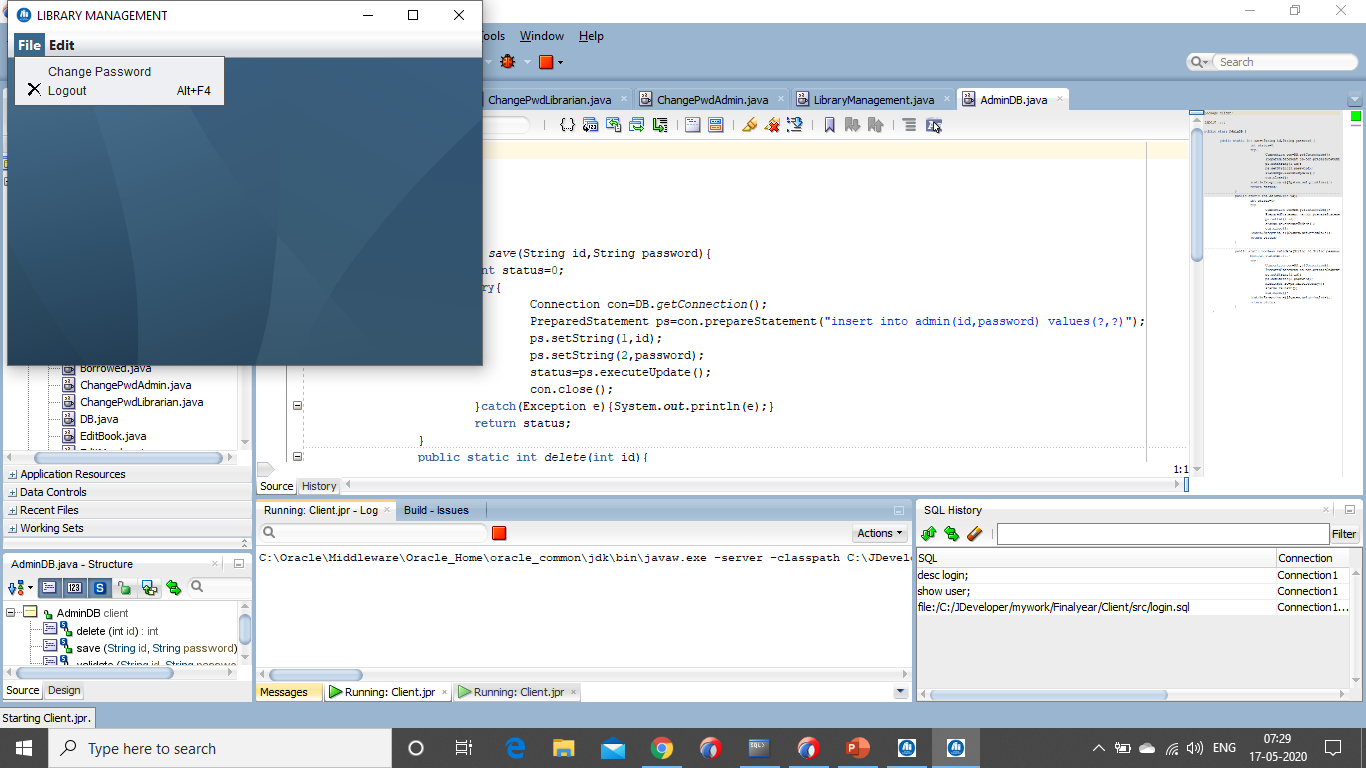 LIBRARY MANAGEMENT
File Edit
Change Password
Logout Alt+F4
Tools Window Help
Search
ChangePwdLibrarian.java ChangePwdAdmin.java LibraryManagement.java AdminDB.java
save(String id,String password){
int status=0;
try{
Connection con=DB.getConnection();
PreparedStatement ps=con.prepareStatement("insert into admin(id,password) values(?,?)");
ps.setString(1,id);
ps.setString(2,password);
status=ps.executeUpdate();
con.close();
}catch(Exception e){System.out.println(e);}
return status;
}
public static int delete(int id){
1:1
Source History
Borrowed.java
ChangePwdAdmin.java
ChangePwdLibrarian.java
DB.java
EditBook.java
Application Resources
Data Controls
Recent Files
Working Sets
AdminDB.java - Structure
AdminDB client
delete (int id) : int
save (String id, String password)
validate (String id, String passwo
Source Design
Running: Client.jpr - Log Build - Issues
Actions
C:\Oracle\Middleware\Oracle_Home\oracle_common\jdk\bin\javaw.exe -server -classpath C:\JDevel
Messages Running: Client.jpr Running: Client.jpr
SQL History
Filter
SQL Connection
desc login; Connection1
show user; Connection1
file:/C:/JDeveloper/mywork/Finalyear/Client/src/login.sql Connection1...
Starting Client.jpr.
Type here to search
ENG
07:29
17-05-2020